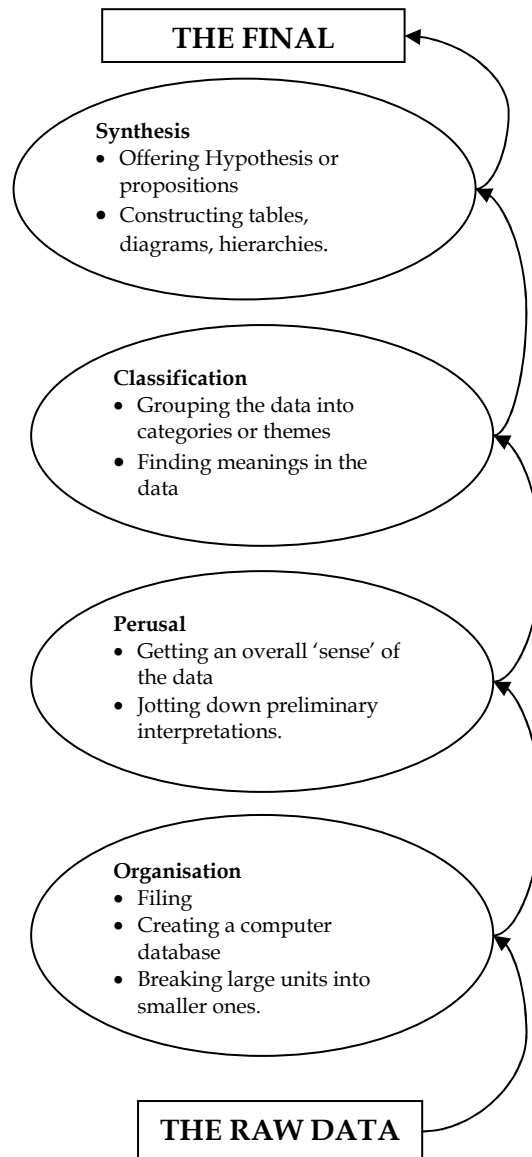 THE FINAL
Synthesis
• Offering Hypothesis or
propositions
• Constructing tables,
diagrams, hierarchies.
Classification
• Grouping the data into
categories or themes
• Finding meanings in the
data
Perusal
• Getting an overall ‘sense’ of
the data
• Jotting down preliminary
interpretations.
Organisation
• Filing
• Creating a computer
database
• Breaking large units into
smaller ones.
THE RAW DATA